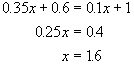 0.35x + 0.6 = 0.1x + 1
0.25x = 0.4
x = 1.6